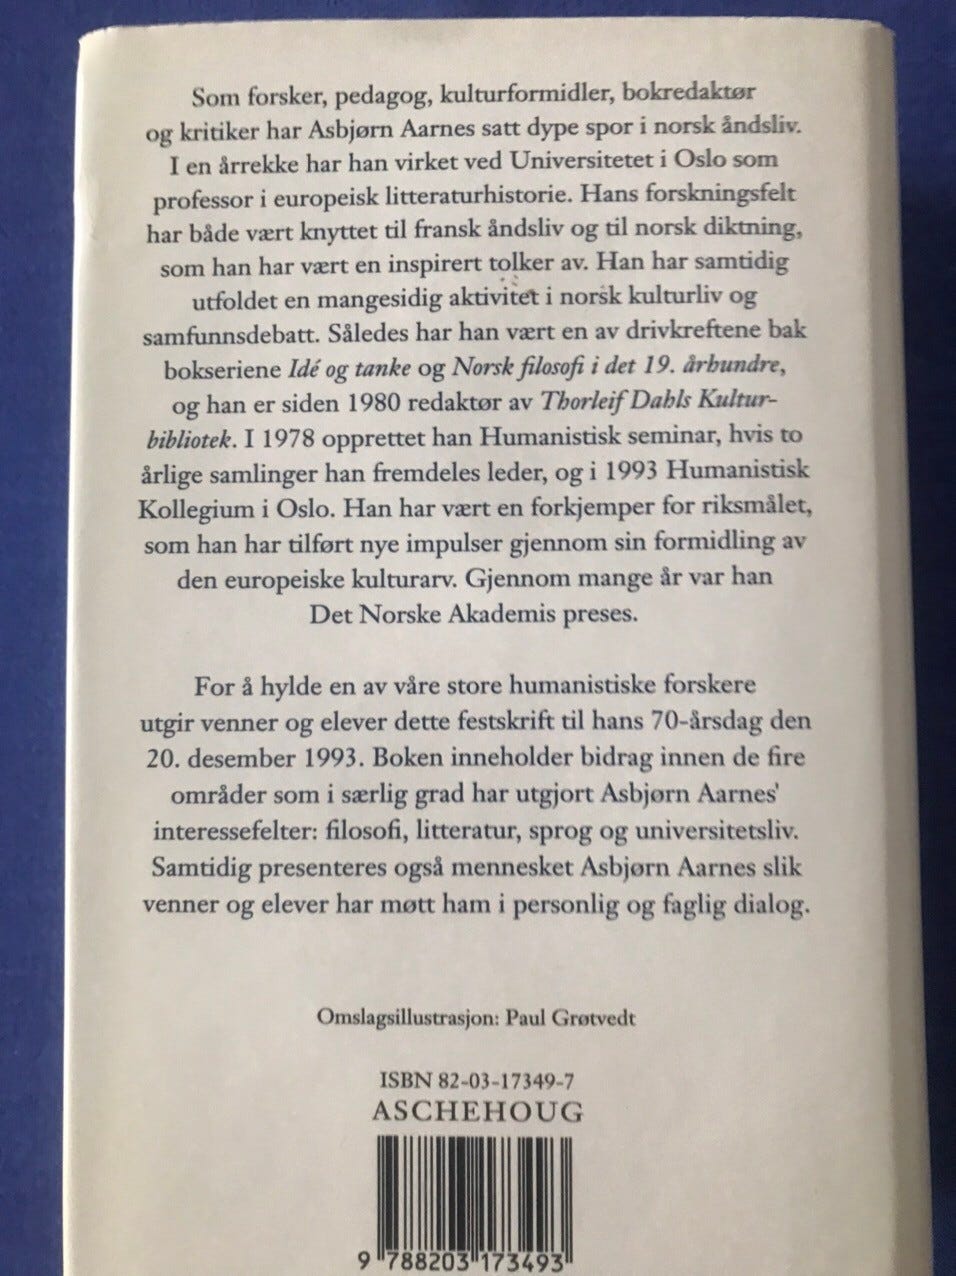 Som forsker, pedagog, kulturformidler, bokredaktør
og kritiker har Asbjørn Aarnes satt dype spor i norsk åndsliv.
I en årrekke har han virket ved Universitetet i Oslo som
professor i europeisk litteraturhistorie. Hans forskningsfelt
har både vært knyttet til fransk åndsliv og til norsk diktning,
som han har vært en inspirert tolker av. Han har samtidig
utfoldet en mangesidig aktivitet i norsk kulturliv og
samfunnsdebatt. Således har han vært en av drivkreftene bak
bokseriene Idé og tanke og Norsk filosofi i det 19. århundre,
og han er siden 1980 redaktør av Thorleif Dahls Kultur-
bibliotek. I 1978 opprettet han Humanistisk seminar, hvis to
årlige samlinger han fremdeles leder, og i 1993 Humanistisk
Kollegium i Oslo. Han har vært en forkjemper for riksmålet,
som han har tilført nye impulser gjennom sin formidling av
den europeiske kulturarv. Gjennom mange år var han
Det Norske Akademis preses.
For å hylde en av våre store humanistiske forskere
utgir venner og elever dette festskrift til hans 70-årsdag den
20. desember 1993. Boken inneholder bidrag innen de fire
områder som i særlig grad har utgjort Asbjørn Aarnes'
interessefelter: filosofi, litteratur, sprog og universitetsliv.
Samtidig presenteres også mennesket Asbjørn Aarnes slik
venner og elever har møtt ham i personlig og faglig dialog.
Omslagsillustrasjon: Paul Grøtvedt
ISBN 82-03-17349-7
ASCHEHOUG
9 788203 173493